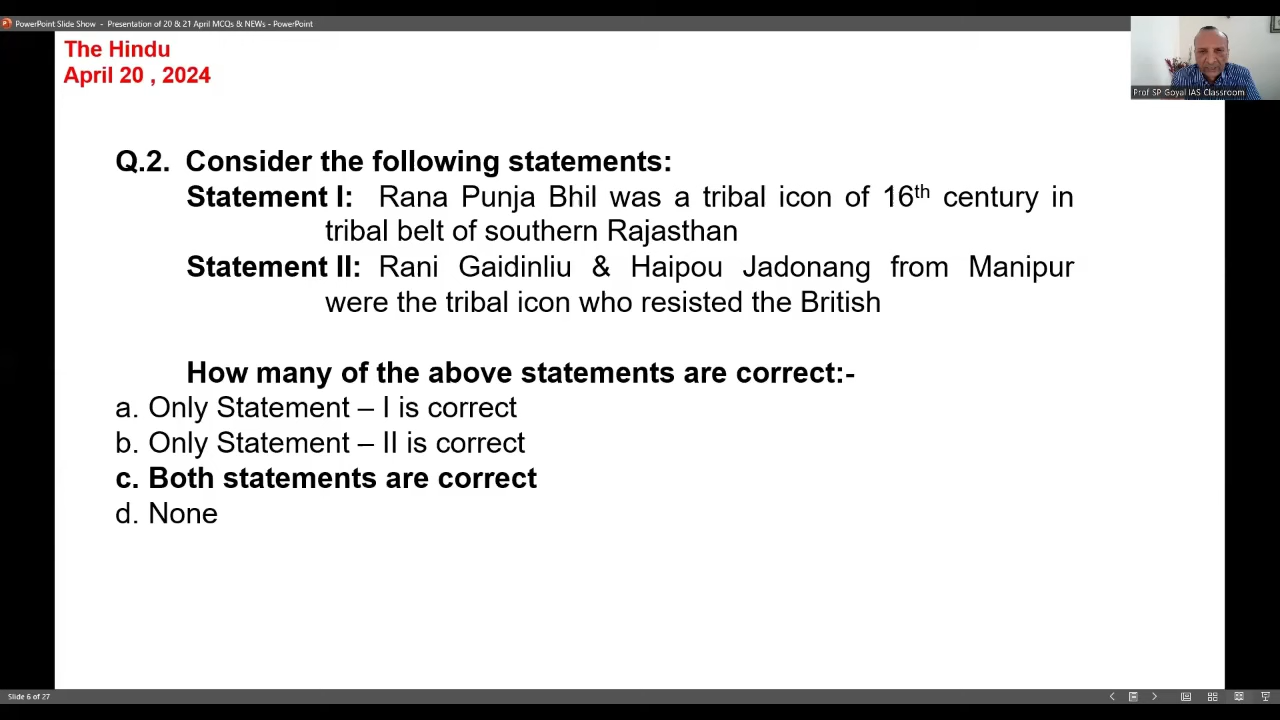 PowerPoint Slide Show - Presentation of 20 & 21 April MCQs & NEWs - PowerPoint
The Hindu
April 20 , 2024
Prof SP Goyal IAS Classroom
Q.2. Consider the following statements:
Statement I: Rana Punja Bhil was a tribal icon of 16th century in
tribal belt of southern Rajasthan
Statement II: Rani Gaidinliu & Haipou Jadonang from Manipur
were the tribal icon who resisted the British
How many of the above statements are correct:-
a. Only Statement – I is correct
b. Only Statement – II is correct
c. Both statements are correct
d. None
Slide 6 of 27